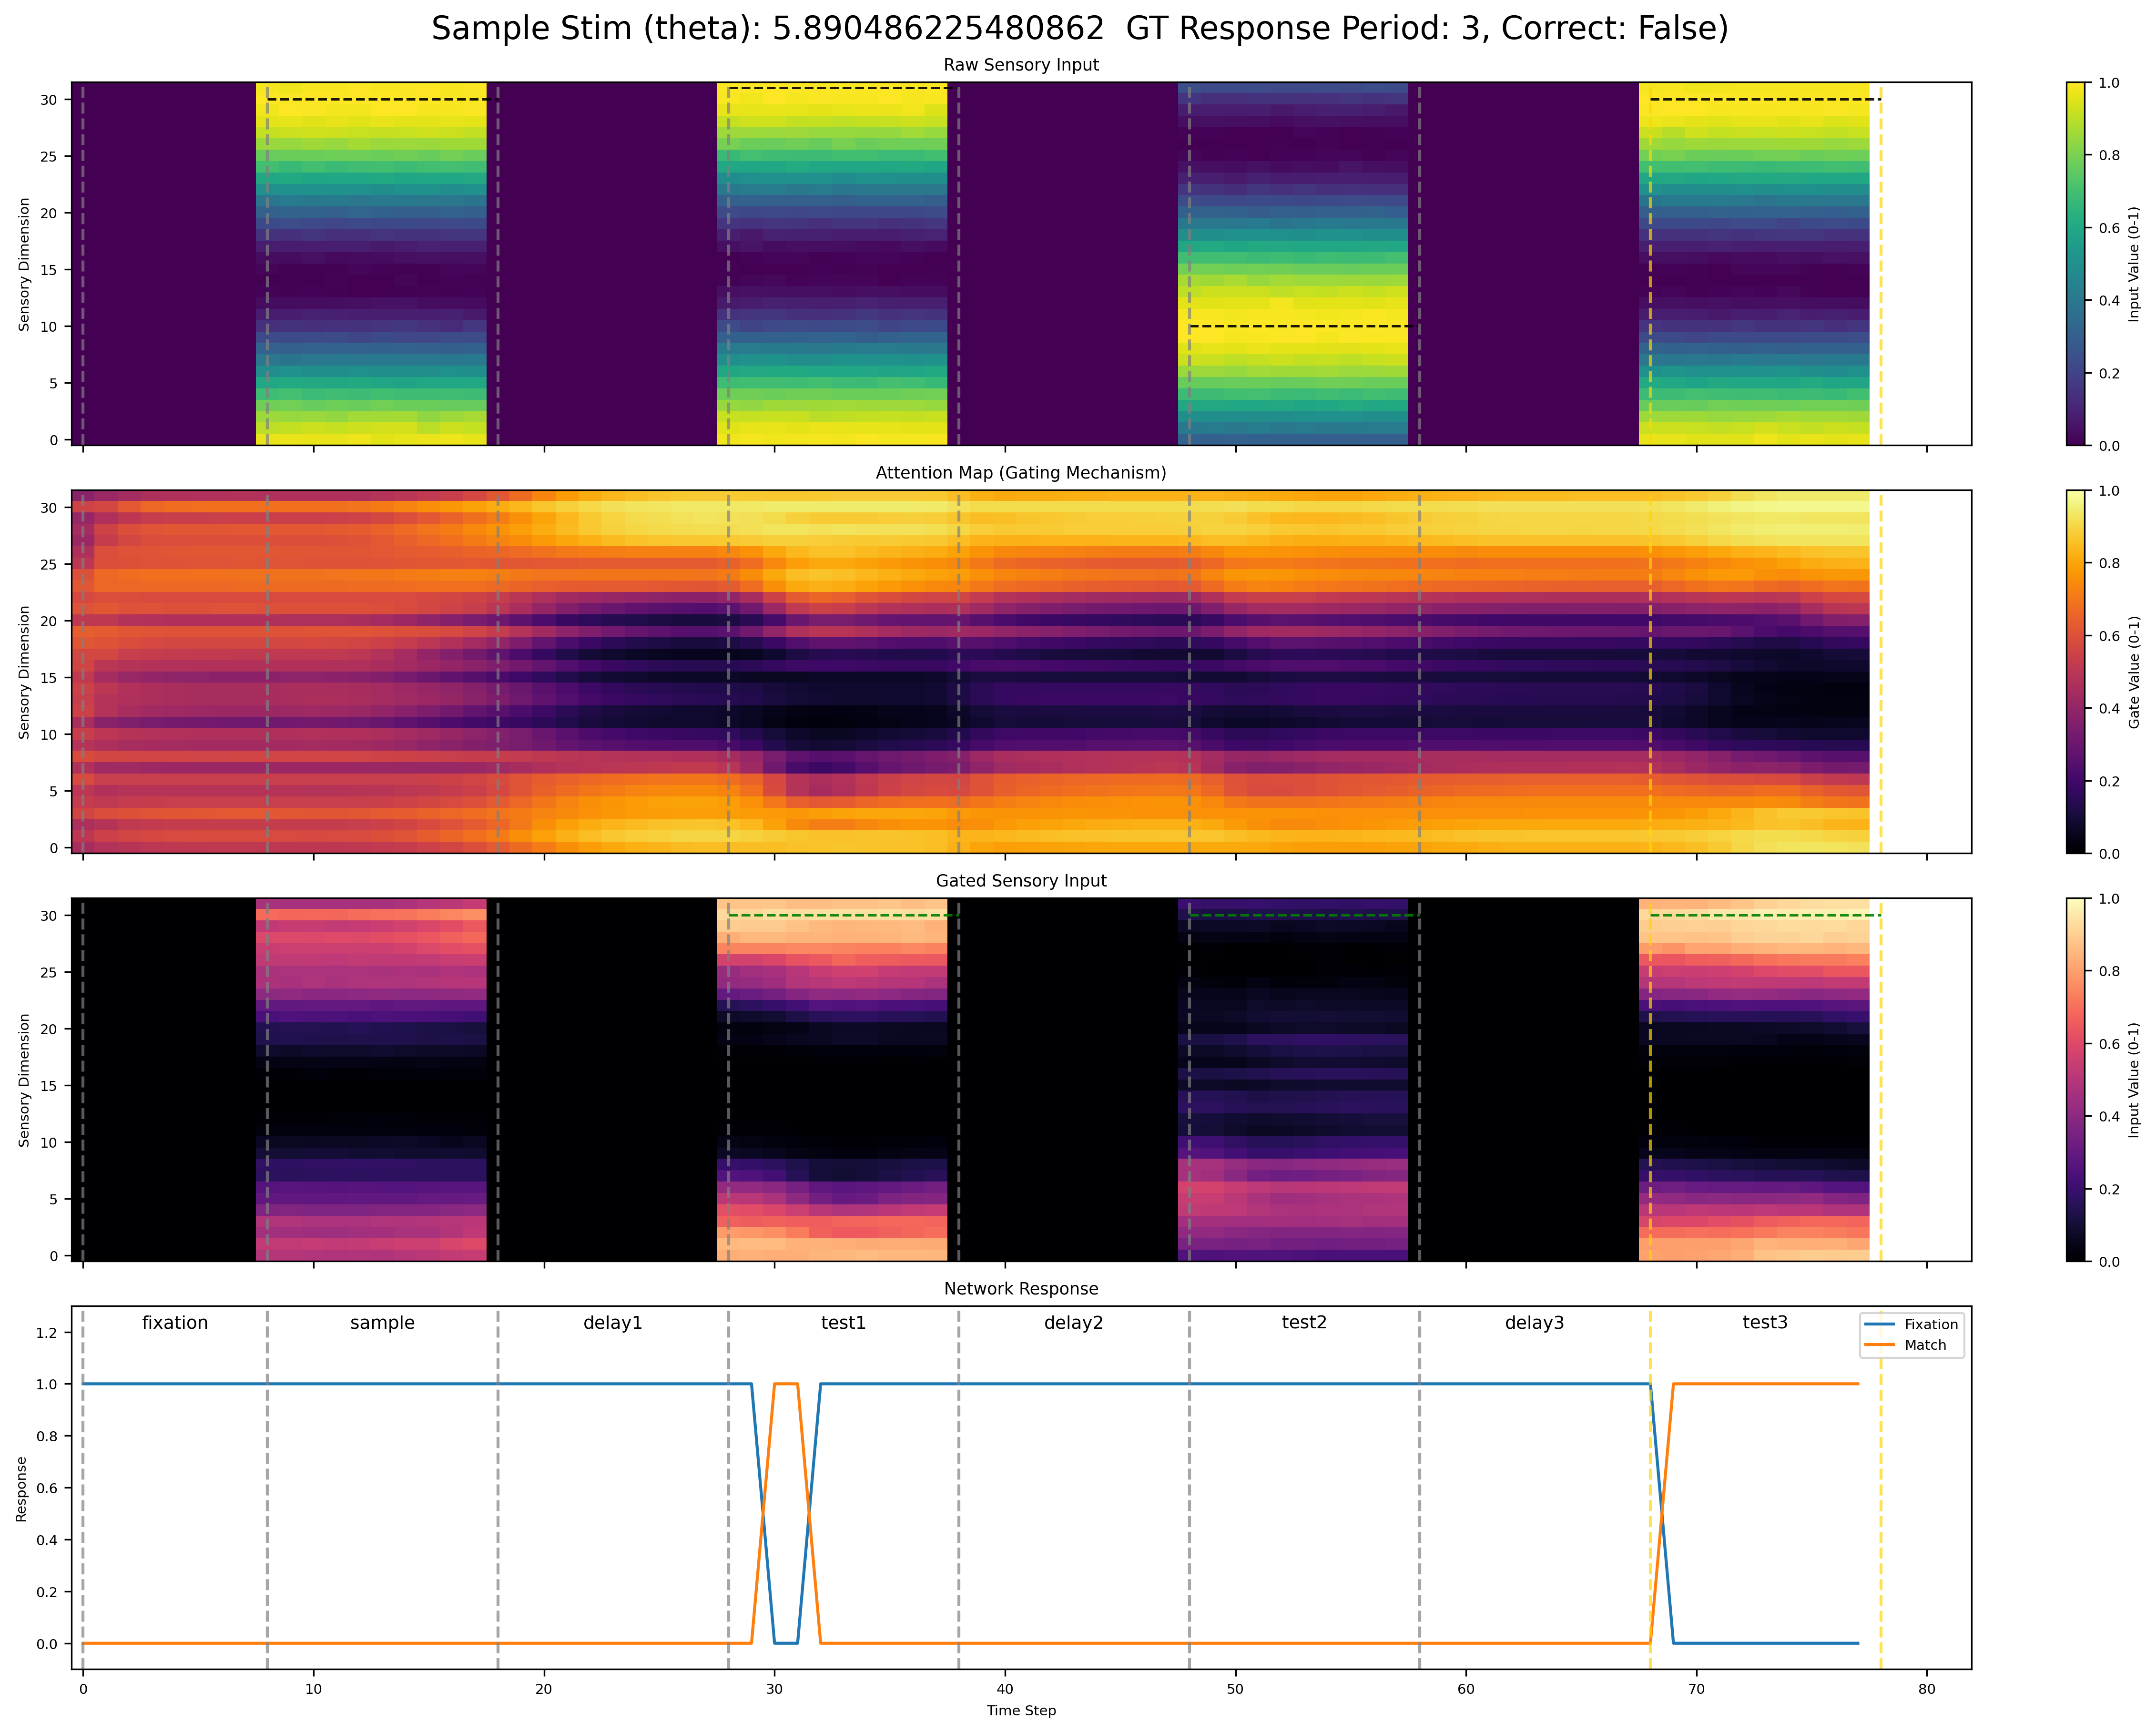 Sample Stim (theta): 5.890486225480862  GT Response Period: 3, Correct: False)
Raw Sensory Input
Sensory Dimension
30
25
20
15
10
5
0
1.0
0.8
0.6
0.4
0.2
0.0
Input Value (0-1)
Attention Map (Gating Mechanism)
Sensory Dimension
30
25
20
15
10
5
0
1.0
0.8
0.6
0.4
0.2
0.0
Gate Value (0-1)
Gated Sensory Input
Sensory Dimension
30
25
20
15
10
5
0
1.0
0.8
0.6
0.4
0.2
0.0
Input Value (0-1)
Network Response
fixation sample delay1 test1 delay2 test2 delay3 test3
Fixation
Match
Response
1.2
1.0
0.8
0.6
0.4
0.2
0.0
0 10 20 30 40 50 60 70 80
Time Step